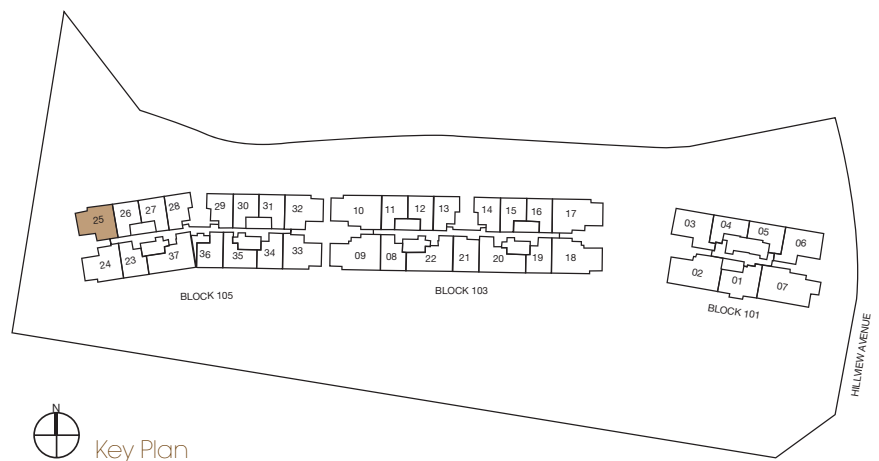 25 26 27 28 29 30 31 32
24 23 37 36 35 34 33
BLOCK 105
10 11 12 13 14 15 16 17
09 08 22 21 20 19 18
BLOCK 103
03 04 05 06
02 01 07
BLOCK 101
HILLVIEW AVENUE
N
Key Plan